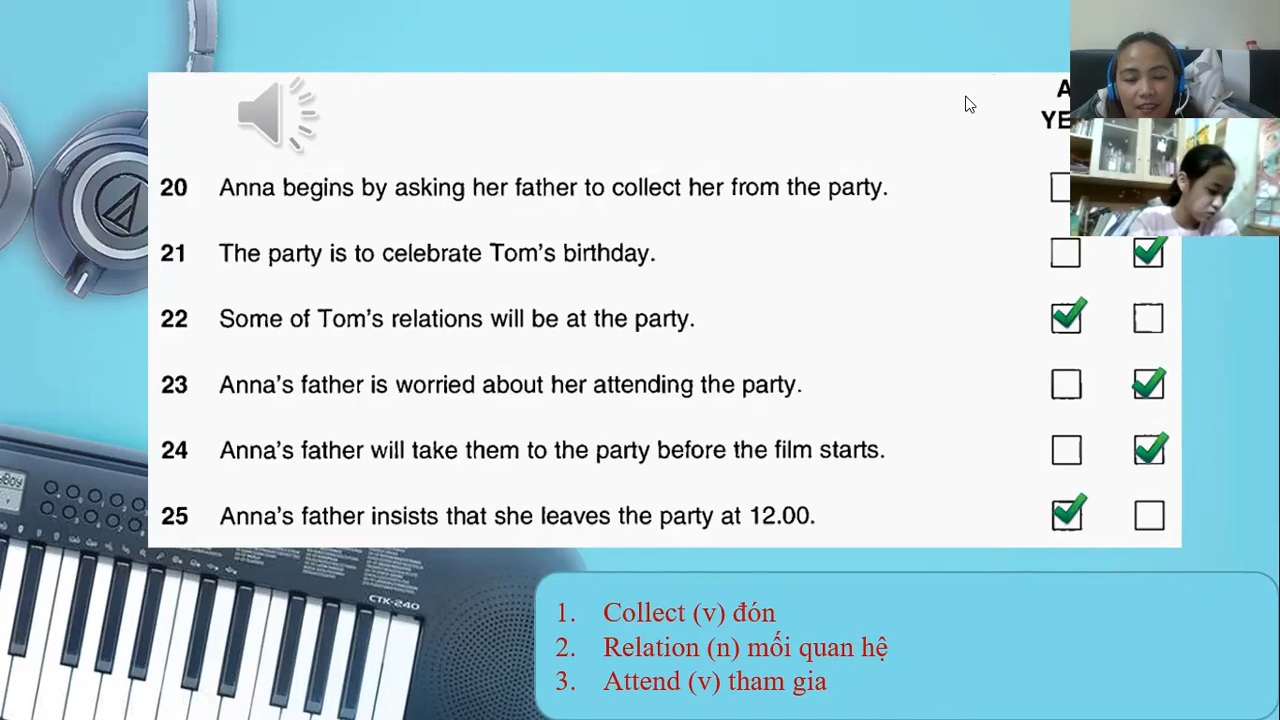 A
YE
20 Anna begins by asking her father to collect her from the party.
21 The party is to celebrate Tom's birthday.
22 Some of Tom's relations will be at the party.
23 Anna's father is worried about her attending the party.
24 Anna's father will take them to the party before the film starts.
25 Anna's father insists that she leaves the party at 12.00.
CTK-240
1. Collect (v) đón
2. Relation (n) mối quan hệ
3. Attend (v) tham gia